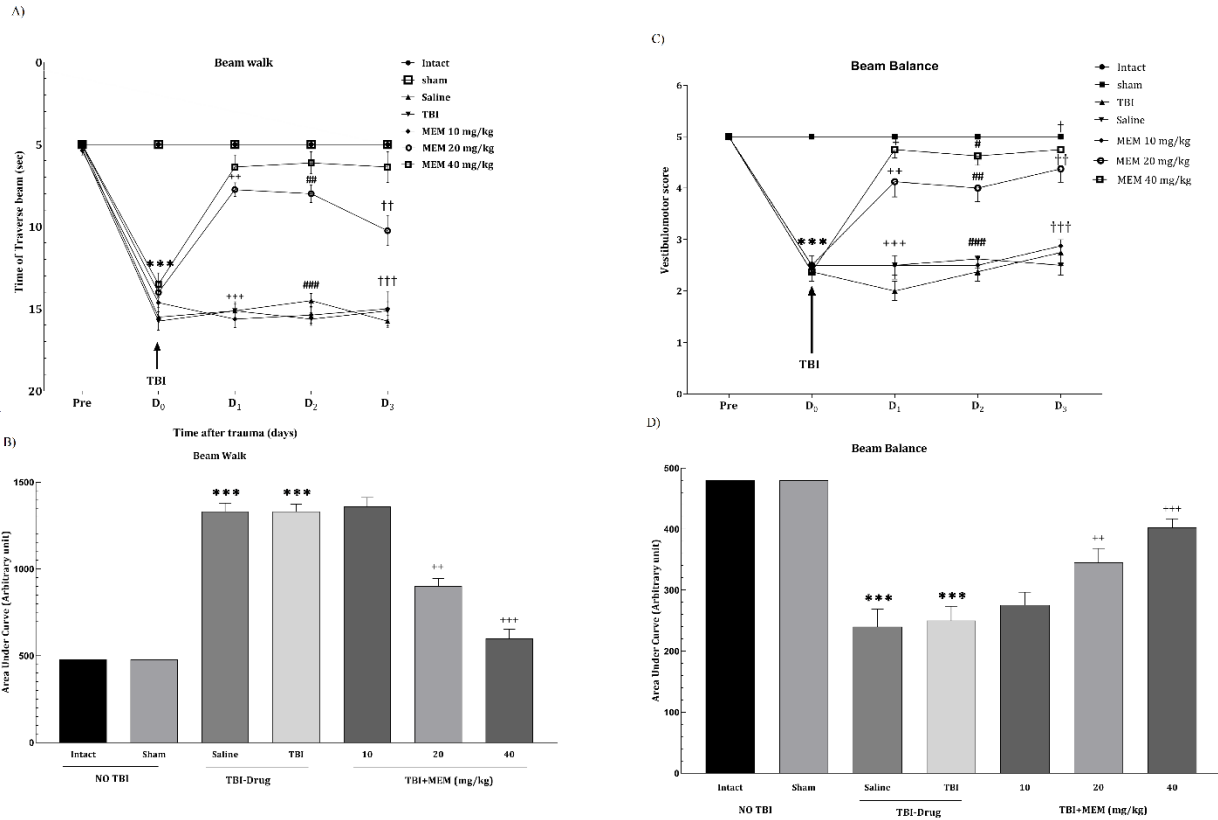 A)
Beam walk
Intact
sham
Saline
TBI
MEM 10 mg/kg
MEM 20 mg/kg
MEM 40 mg/kg
Time of Traverse beam (sec)
0
5
10
15
20
***
++
##
††
+++
###
†††
TBI
Pre D0 D1 D2 D3
Time after trauma (days)
B)
Beam Walk
Area Under Curve (Arbitrary unit)
1500
1000
500
0
*** *** ++ +++
Intact Sham Saline TBI 10 20 40
NO TBI TBI-Drug TBI+MEM (mg/kg)
C)
Beam Balance
Intact
sham
TBI
Saline
MEM 10 mg/kg
MEM 20 mg/kg
MEM 40 mg/kg
Vestibulomotor score
6
5
4
3
2
1
0
†
+ #
††
++ ##
†††
*** +++ ###
TBI
Pre D0 D1 D2 D3
D)
Beam Balance
Area Under Curve (Arbitrary unit)
500
400
300
200
100
0
*** *** ++ +++
Intact Sham Saline TBI 10 20 40
NO TBI TBI-Drug TBI+MEM (mg/kg)